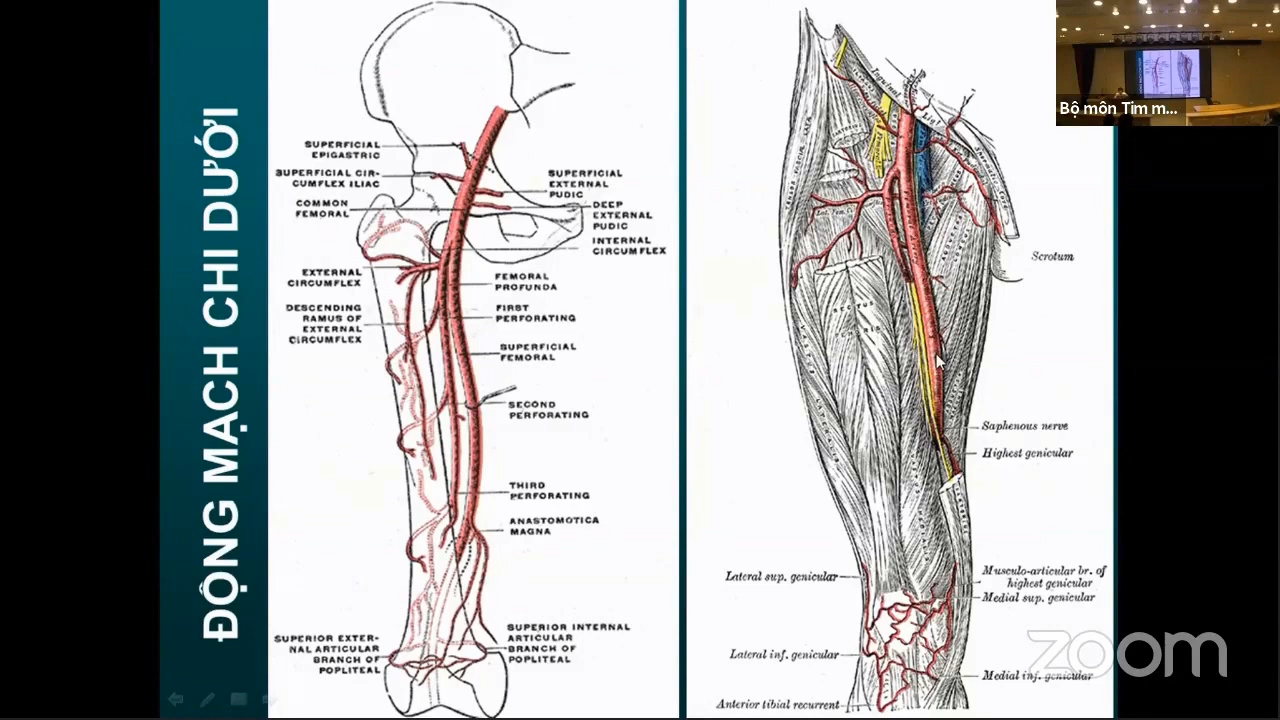 ĐỘNG MẠCH CHI DƯỚI
SUPERFICIAL
EPIGASTRIC
SUPERFICIAL CIR-
CUMFLEX ILIAC
COMMON
FEMORAL
EXTERNAL
CIRCUMFLEX
DESCENDING
RAMUS OF
EXTERNAL
CIRCUMFLEX
SUPERIOR EXTER-
NAL ARTICULAR
BRANCH OF
POPLITEAL
SUPERFICIAL
EXTERNAL
PUDIC
DEEP
EXTERNAL
PUDIC
INTERNAL
CIRCUMFLEX
FEMORAL
PROFUNDA
FIRST
PERFORATING
SUPERFICIAL
FEMORAL
SECOND
PERFORATING
THIRD
PERFORATING
ANASTOMOTICA
MAGNA
SUPERIOR INTERNAL
ARTICULAR
BRANCH OF
POPLITEAL
Scrotum
Saphenous nerve
Highest genicular
Lateral sup. genicular
Musculo-articular br. of
highest genicular
Medial sup. genicular
Lateral inf. genicular
Medial inf. genicular
Anterior tibial recurrent
RECTUS
Bộ môn Tim m...
zoom